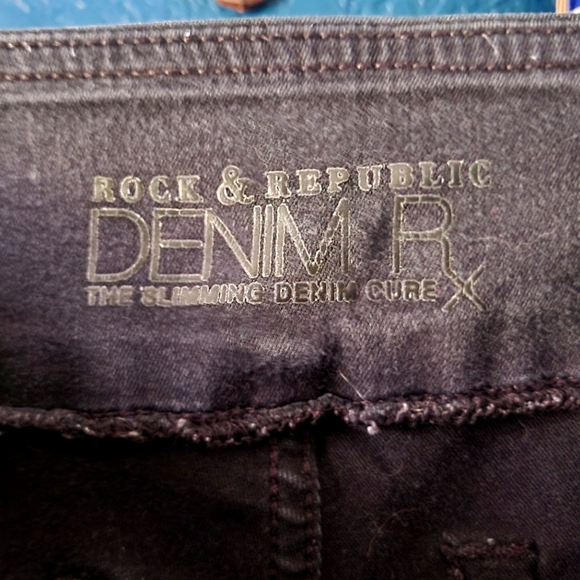 ROCK & REPUBLIC
DENIM Rx
THE SLIMMING DENIM CURE